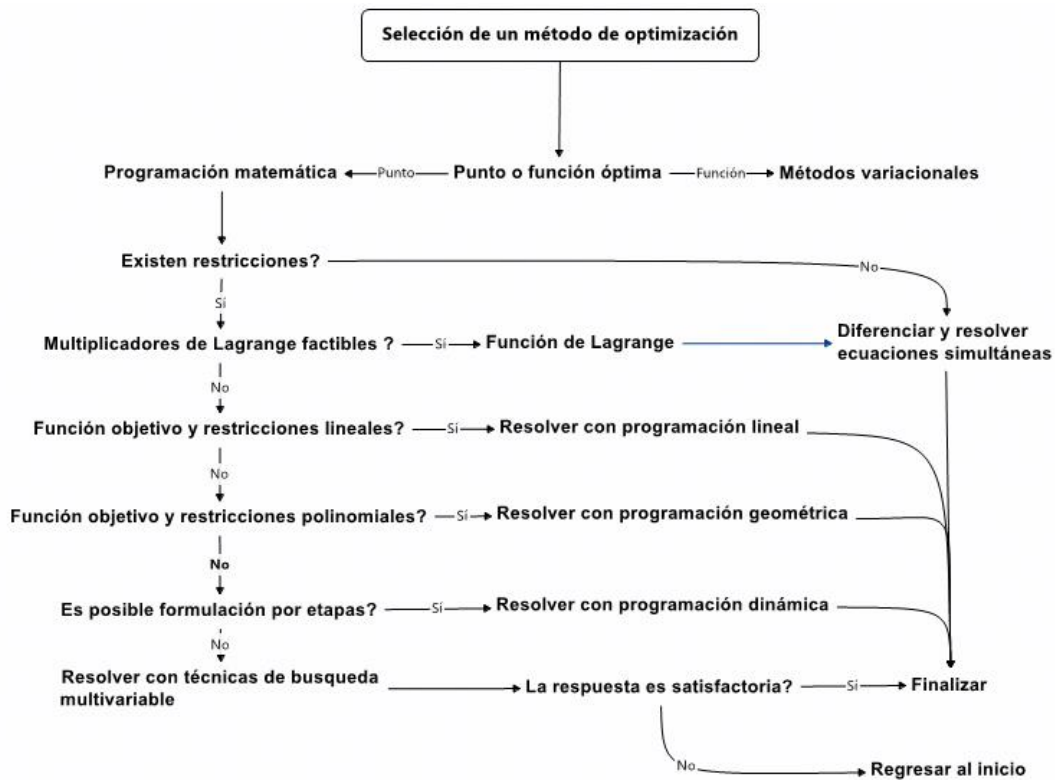 Selección de un método de optimización
Programación matemática
Punto
Punto o función óptima
Función
Métodos variacionales
Existen restricciones?
No
Sí
Multiplicadores de Lagrange factibles ?
Sí
Función de Lagrange
Diferenciar y resolver
ecuaciones simultáneas
No
Función objetivo y restricciones lineales?
Sí
Resolver con programación lineal
No
Función objetivo y restricciones polinomiales?
Sí
Resolver con programación geométrica
No
Es posible formulación por etapas?
Sí
Resolver con programación dinámica
No
Resolver con técnicas de busqueda
multivariable
La respuesta es satisfactoria?
Sí
Finalizar
No
Regresar al inicio